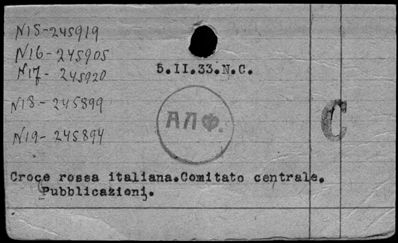 N15-245919
N16-245905
N17-245920
5.II.33.N.C.
N18-245899
АПФ.
C
N19-245894
Croce rossa italiana.Comitato centrale.
Pubblicazioni.